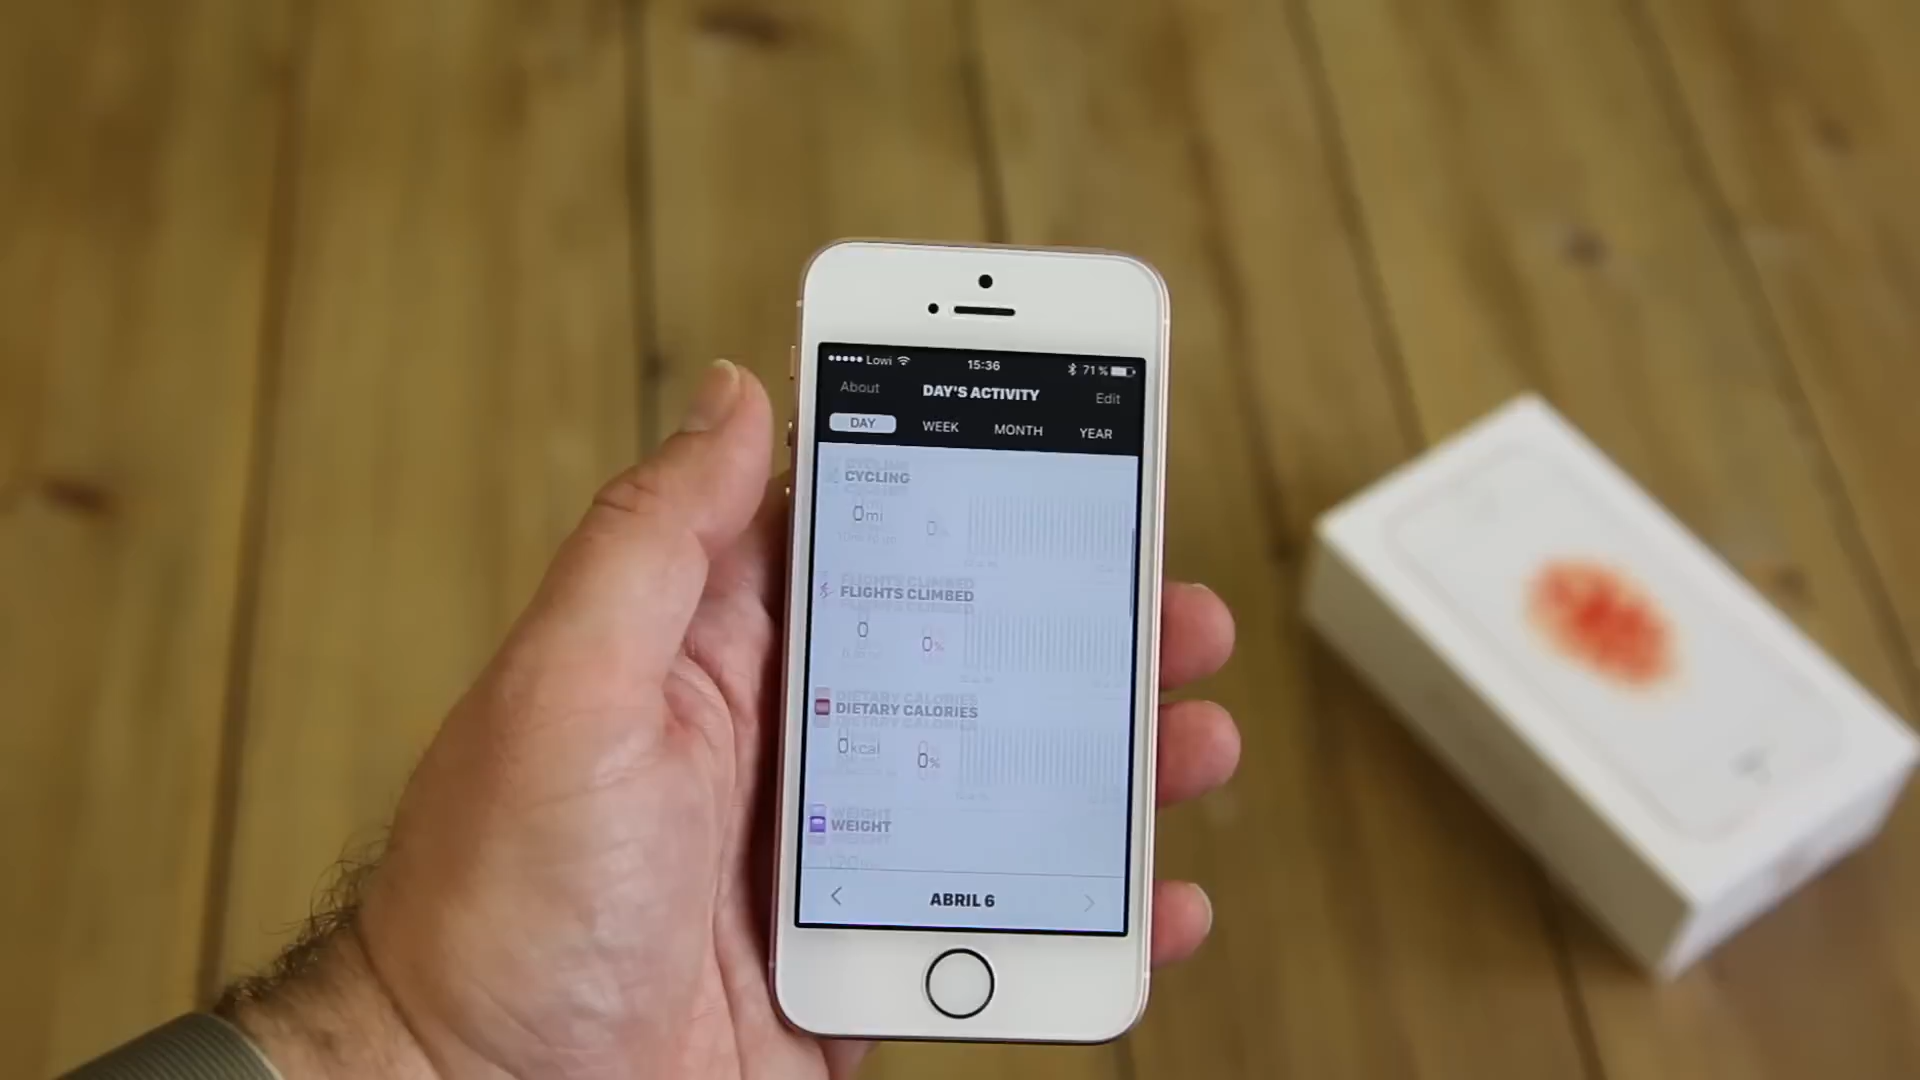 Lowi 15:36 71 %
About DAY'S ACTIVITY Edit
DAY WEEK MONTH YEAR
CYCLING
0mi 0%
FLIGHTS CLIMBED
0 0%
DIETARY CALORIES
0kcal 0%
WEIGHT
ABRIL 6